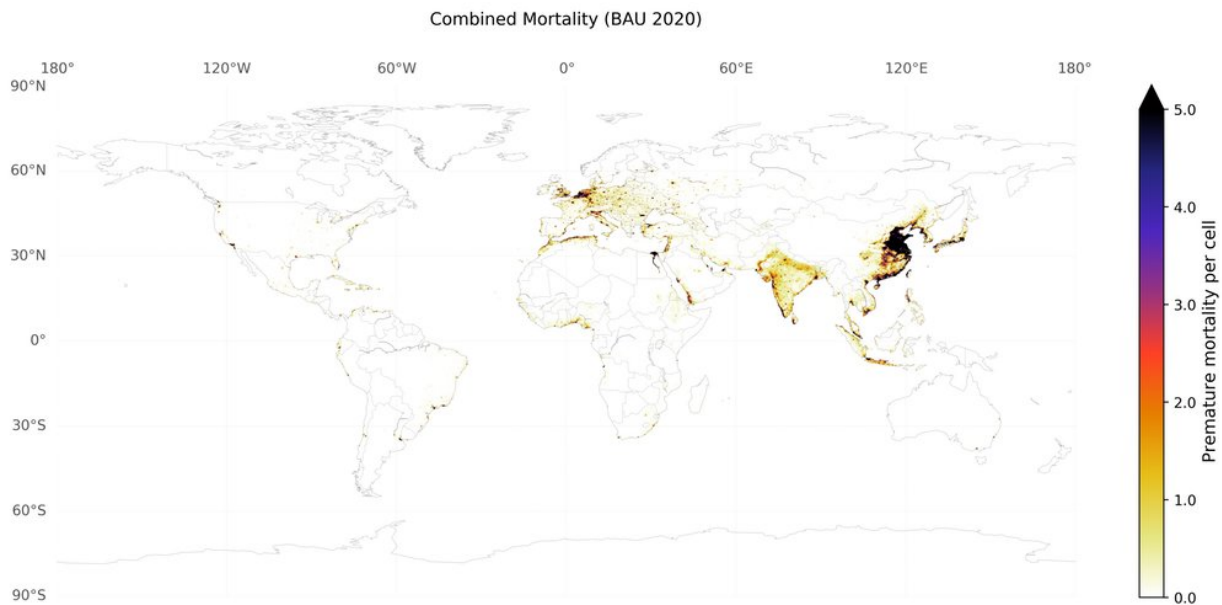 Combined Mortality (BAU 2020)
180° 120°W 60°W 0° 60°E 120°E 180°
90°N
60°N
30°N
0°
30°S
60°S
90°S
5.0
4.0
3.0
2.0
1.0
0.0
Premature mortality per cell